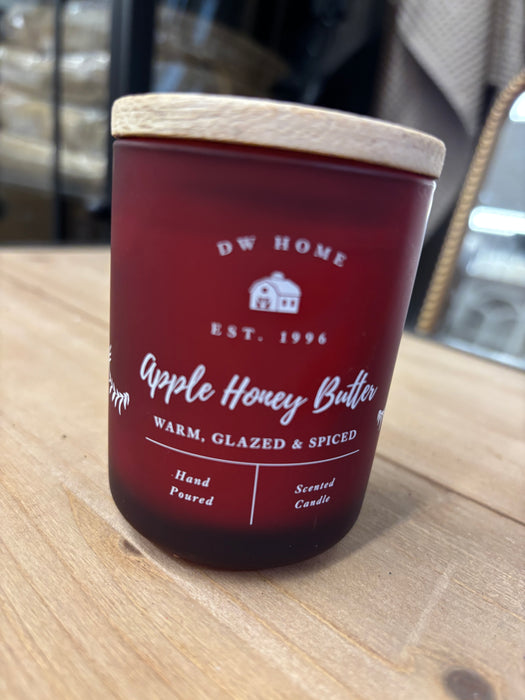 DW HOME
EST. 1996
Apple Honey Butter
WARM, GLAZED & SPICED
Hand
Poured
Scented
Candle